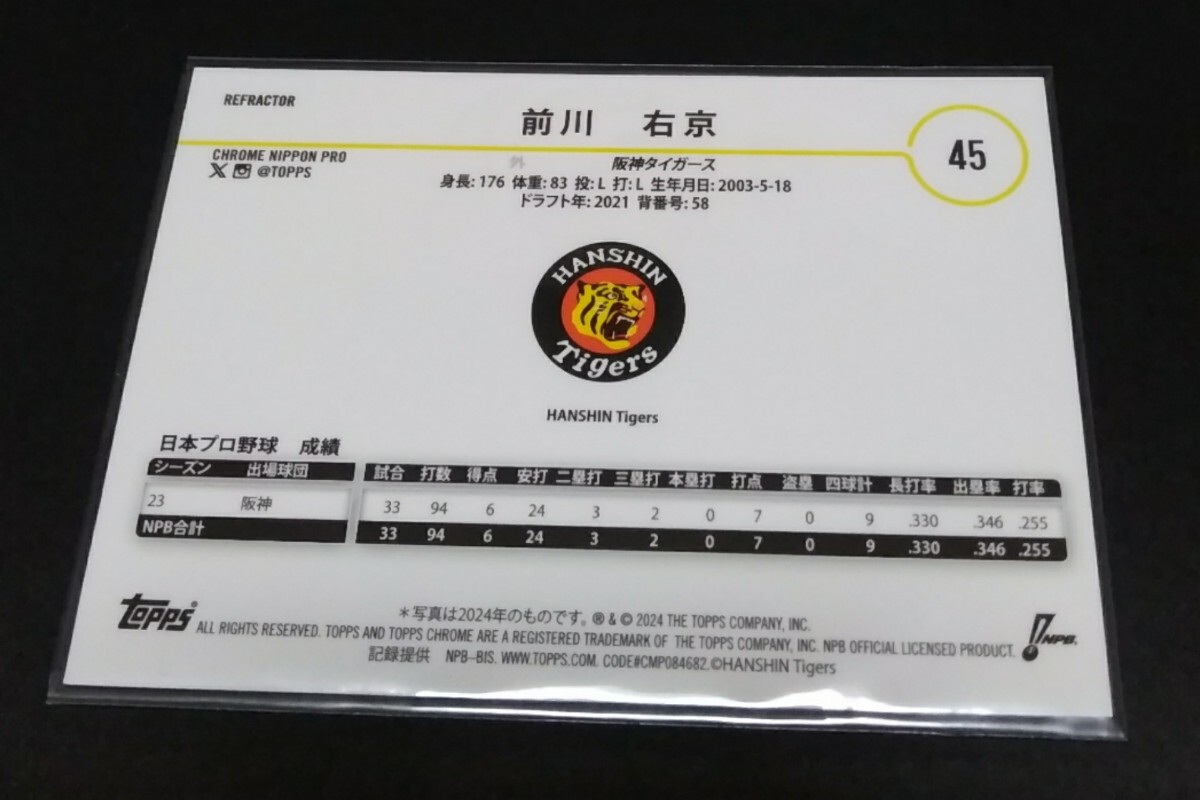 REFRACTOR
前川 右京
45
CHROME NIPPON PRO
@TOPPS
外 阪神タイガース
身長: 176 体重: 83 投: L 打: L 生年月日: 2003-5-18
ドラフト年: 2021 背番号: 58
HANSHIN
Tigers
HANSHIN Tigers
日本プロ野球 成績
シーズン 出場球団 試合 打数 得点 安打 二塁打 三塁打 本塁打 打点 盗塁 四球計 長打率 出塁率 打率
23 阪神 33 94 6 24 3 2 0 7 0 9 .330 .346 .255
NPB合計 33 94 6 24 3 2 0 7 0 9 .330 .346 .255
topps®
＊写真は2024年のものです。 ® & © 2024 THE TOPPS COMPANY, INC.
ALL RIGHTS RESERVED. TOPPS AND TOPPS CHROME ARE A REGISTERED TRADEMARK OF THE TOPPS COMPANY, INC. NPB OFFICIAL LICENSED PRODUCT.
記録提供 NPB-BIS. WWW.TOPPS.COM. CODE#CMP084682.©HANSHIN Tigers
NPB.